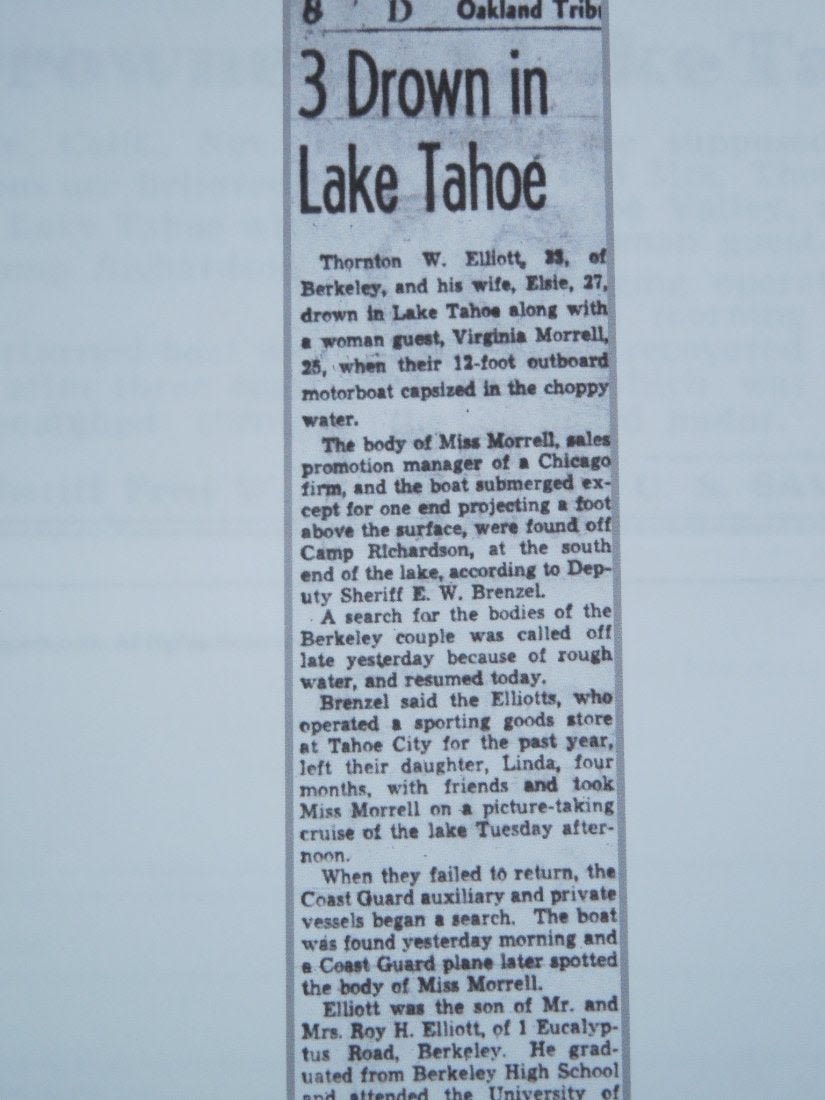 8 D Oakland Trib
3 Drown in
Lake Tahoe
Thornton W. Elliott, 33, of
Berkeley, and his wife, Elsie, 27,
drown in Lake Tahoe along with
a woman guest, Virginia Morrell,
25, when their 12-foot outboard
motorboat capsized in the choppy
water.
The body of Miss Morrell, sales
promotion manager of a Chicago
firm, and the boat submerged ex-
cept for one end projecting a foot
above the surface, were found off
Camp Richardson, at the south
end of the lake, according to Dep-
uty Sheriff E. W. Brenzel.
A search for the bodies of the
Berkeley couple was called off
late yesterday because of rough
water, and resumed today.
Brenzel said the Elliotts, who
operated a sporting goods store
at Tahoe City for the past year,
left their daughter, Linda, four
months, with friends and took
Miss Morrell on a picture-taking
cruise of the lake Tuesday after-
noon.
When they failed to return, the
Coast Guard auxiliary and private
vessels began a search. The boat
was found yesterday morning and
a Coast Guard plane later spotted
the body of Miss Morrell.
Elliott was the son of Mr. and
Mrs. Roy H. Elliott, of 1 Eucalyp-
tus Road, Berkeley. He grad-
uated from Berkeley High School
and attended the University of